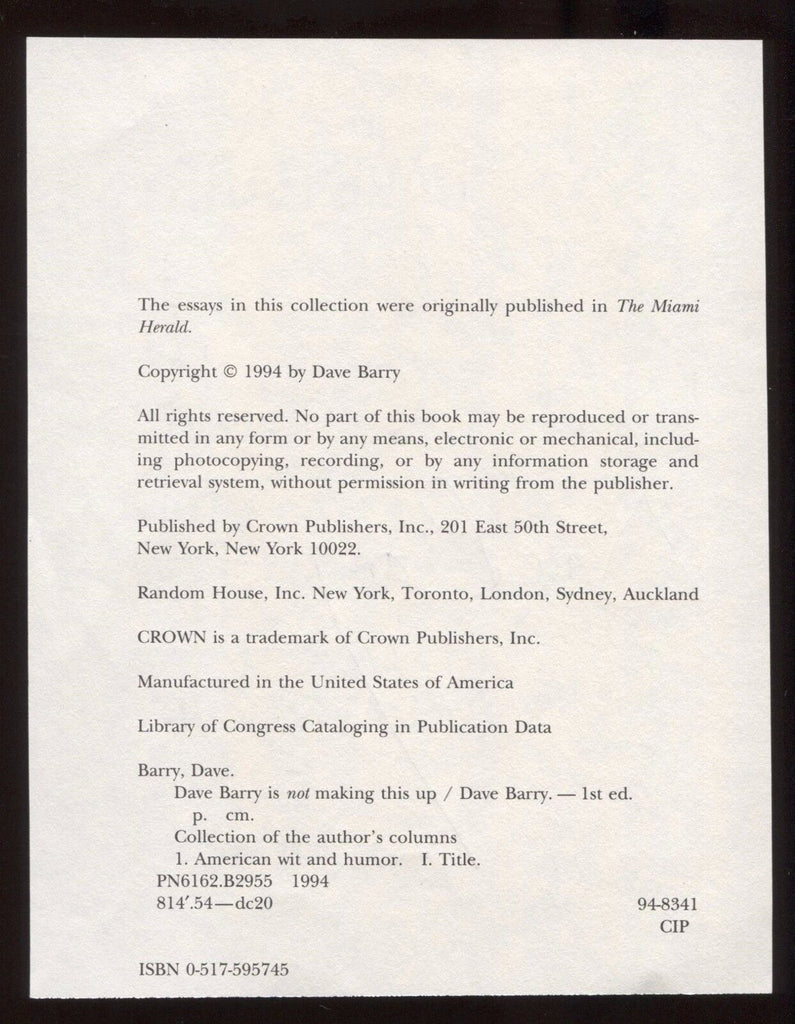 The essays in this collection were originally published in The Miami
Herald.
Copyright © 1994 by Dave Barry
All rights reserved. No part of this book may be reproduced or trans-
mitted in any form or by any means, electronic or mechanical, includ-
ing photocopying, recording, or by any information storage and
retrieval system, without permission in writing from the publisher.
Published by Crown Publishers, Inc., 201 East 50th Street,
New York, New York 10022.
Random House, Inc. New York, Toronto, London, Sydney, Auckland
CROWN is a trademark of Crown Publishers, Inc.
Manufactured in the United States of America
Library of Congress Cataloging in Publication Data
Barry, Dave.
Dave Barry is not making this up / Dave Barry. — 1st ed.
p. cm.
Collection of the author's columns
1. American wit and humor. I. Title.
PN6162.B2955 1994
814′.54—dc20 94-8341
CIP
ISBN 0-517-595745